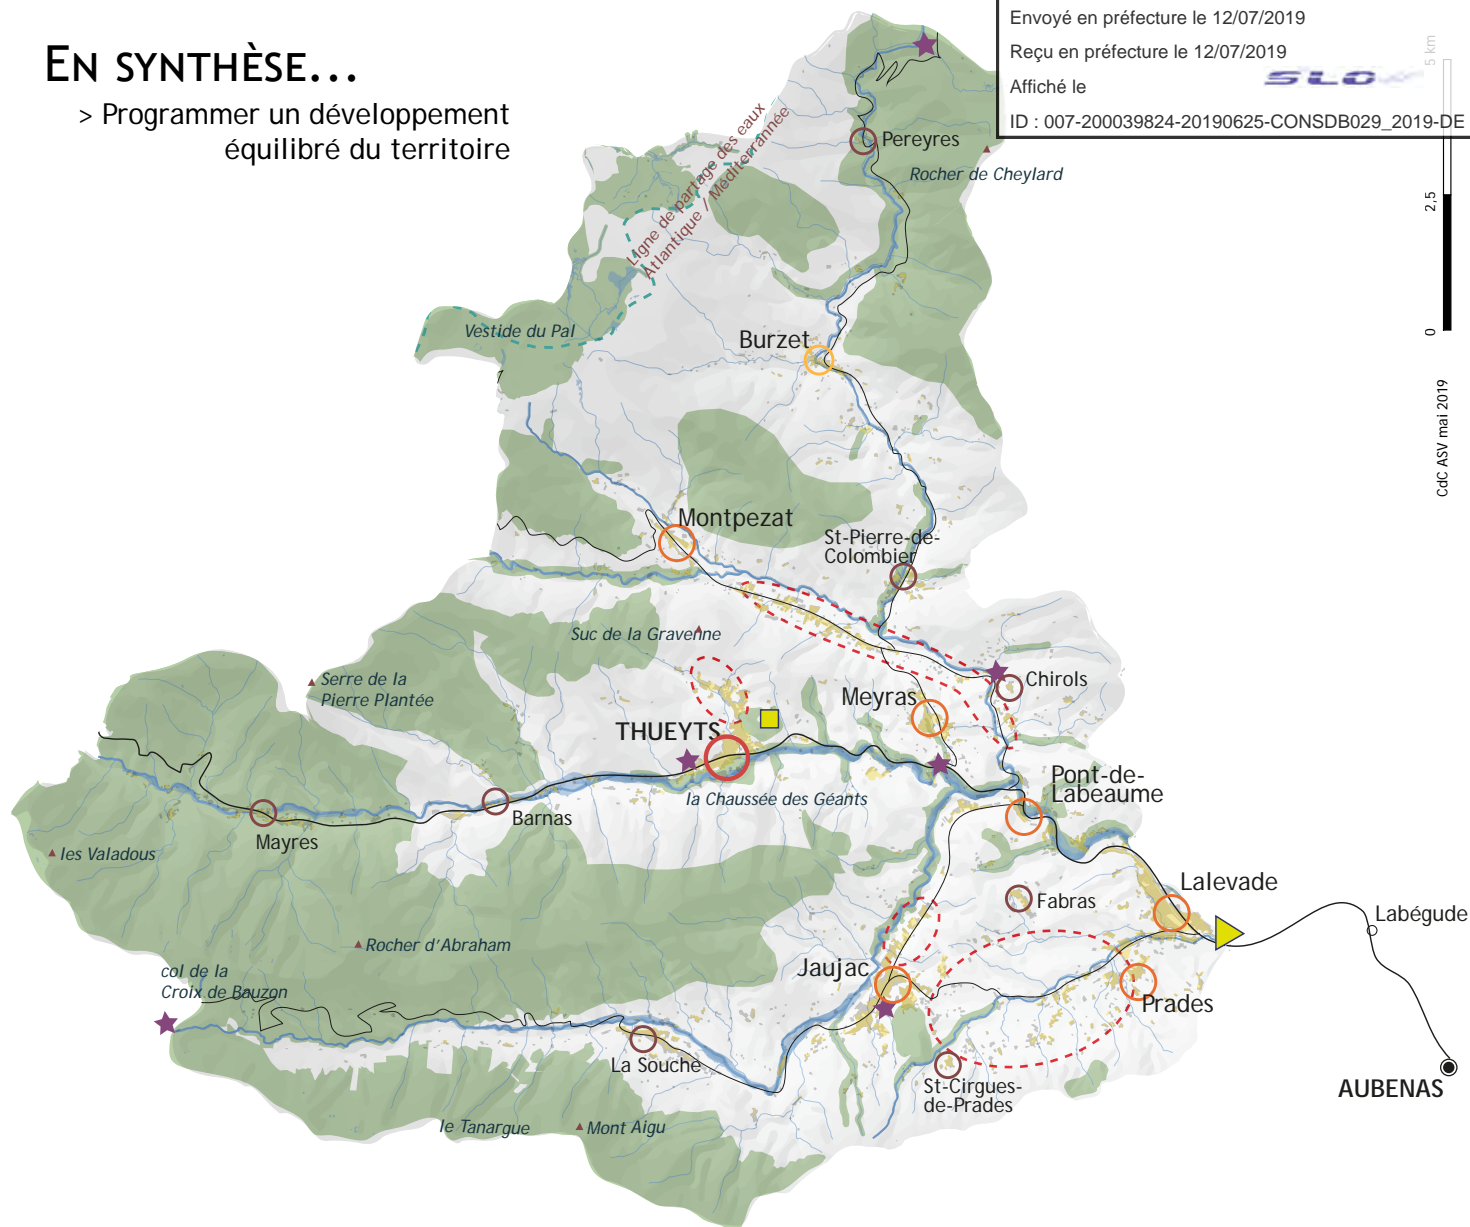 EN SYNTHÈSE...
> Programmer un développement
équilibré du territoire
Envoyé en préfecture le 12/07/2019
Reçu en préfecture le 12/07/2019
Affiché le
SLO
ID : 007-200039824-20190625-CONSDB029_2019-DE
5 km
2,5
0
CdC ASV mai 2019
Ligne de partage des eaux
Atlantique / Méditerrannée
Pereyres
Rocher de Cheylard
Vestide du Pal
Burzet
Montpezat
St-Pierre-de-
Colombier
Suc de la Gravenne
Serre de la
Pierre Plantée
Chirols
Meyras
THUEYTS
Pont-de-
Labeaume
la Chaussée des Géants
Barnas
Mayres
les Valadous
Lalevade
Fabras
Labégude
Rocher d'Abraham
Jaujac
col de la
Croix de Bauzon
Prades
La Souche
St-Cirgues-
de-Prades
AUBENAS
le Tanargue
Mont Aigu